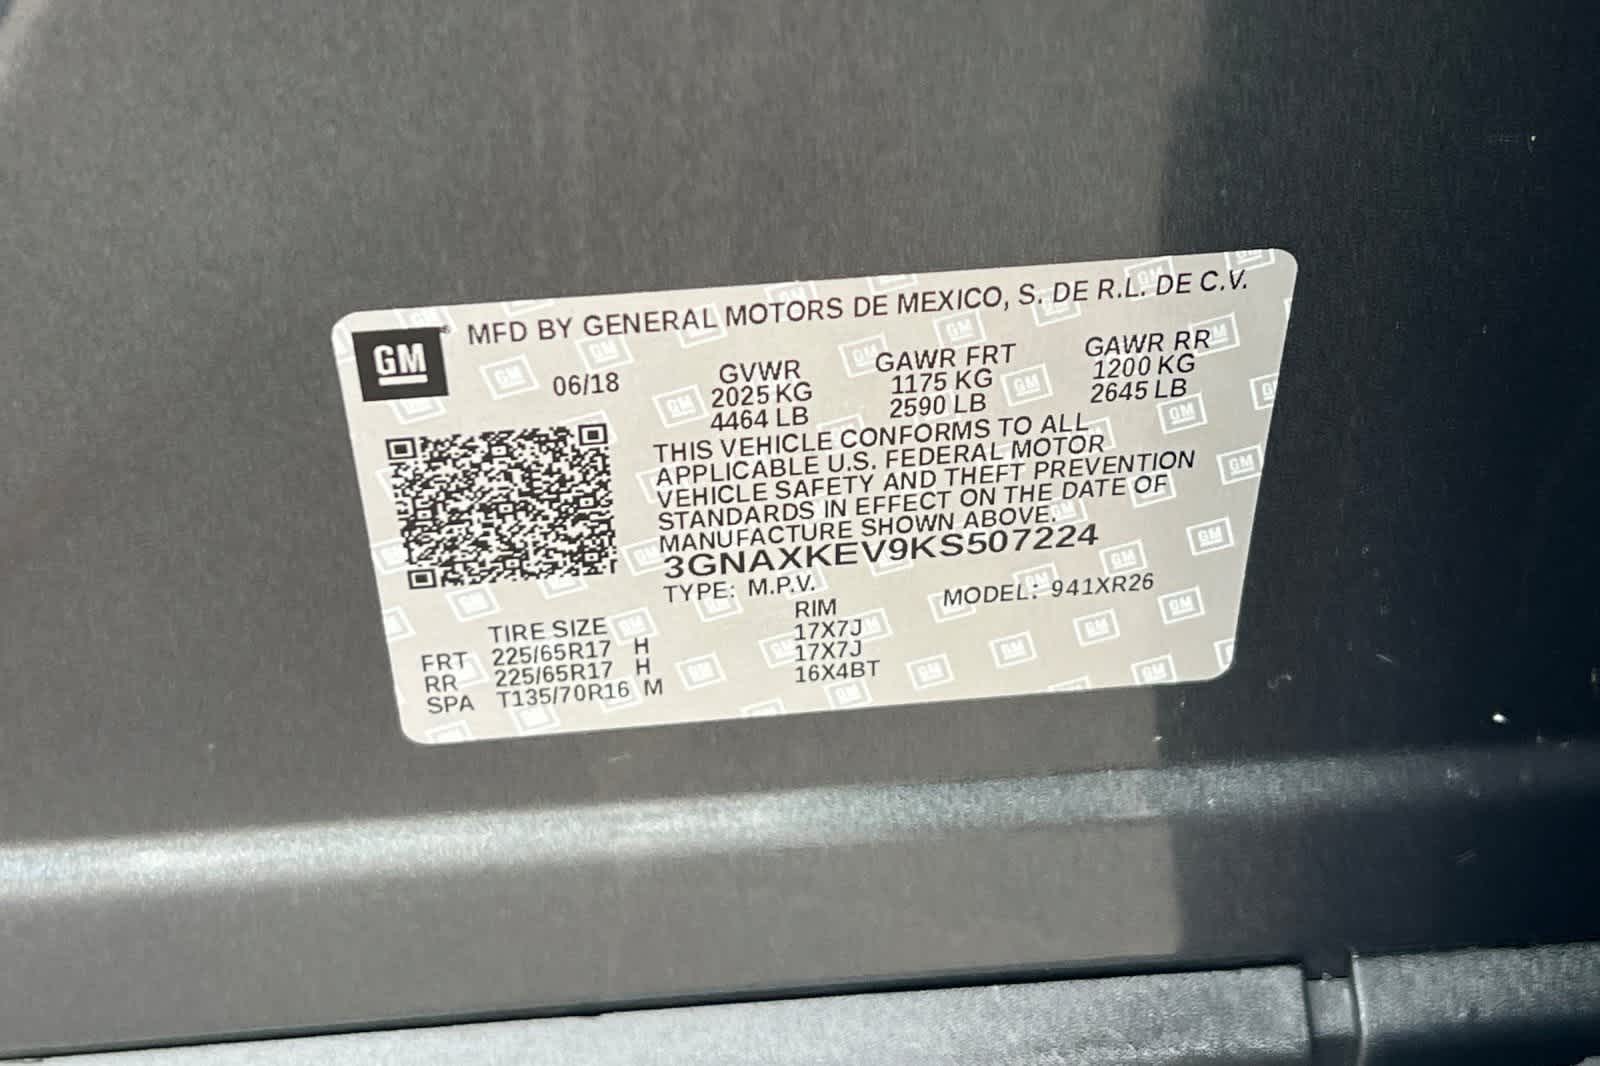 GM
MFD BY GENERAL MOTORS DE MEXICO, S. DE R.L. DE C.V.
06/18
GVWR
2025 KG
4464 LB
GAWR FRT
1175 KG
2590 LB
GAWR RR
1200 KG
2645 LB
THIS VEHICLE CONFORMS TO ALL
APPLICABLE U.S. FEDERAL MOTOR
VEHICLE SAFETY AND THEFT PREVENTION
STANDARDS IN EFFECT ON THE DATE OF
MANUFACTURE SHOWN ABOVE.
3GNAXKEV9KS507224
TYPE: M.P.V. MODEL: 941XR26
TIRE SIZE RIM
FRT 225/65R17 H 17X7J
RR 225/65R17 H 17X7J
SPA T135/70R16 M 16X4BT